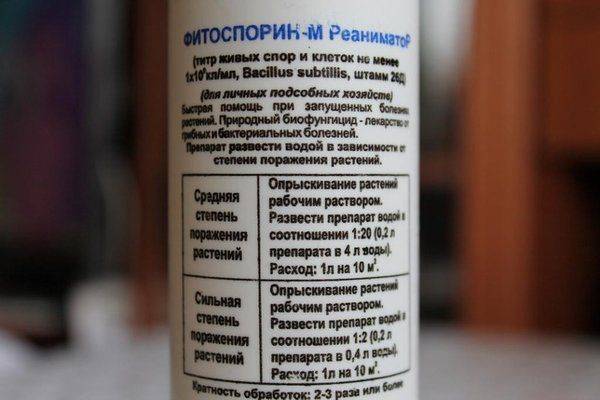 ФИТОСПОРИН-М РеаниматоР
(титр живых спор и клеток не менее
1х10⁹кл/мл, Bacillus subtillis, штамм 26Д)
(для личных подсобных хозяйств)
Быстрая помощь при запущенных болезнях
растений. Природный биофунгицид - лекарство от
грибных и бактериальных болезней.
Препарат развести водой в зависимости от
степени поражения растений.
Средняя
степень
поражения
растений
Опрыскивание растений
рабочим раствором.
Развести препарат водой в
соотношении 1:20 (0,2 л
препарата в 4 л воды).
Расход: 1л на 10 м².
Сильная
степень
поражения
растений
Опрыскивание растений
рабочим раствором.
Развести препарат водой в
соотношении 1:2 (0,2 л
препарата в 0,4 л воды).
Расход: 1л на 10 м².
Кратность обработок: 2-3 раза или более